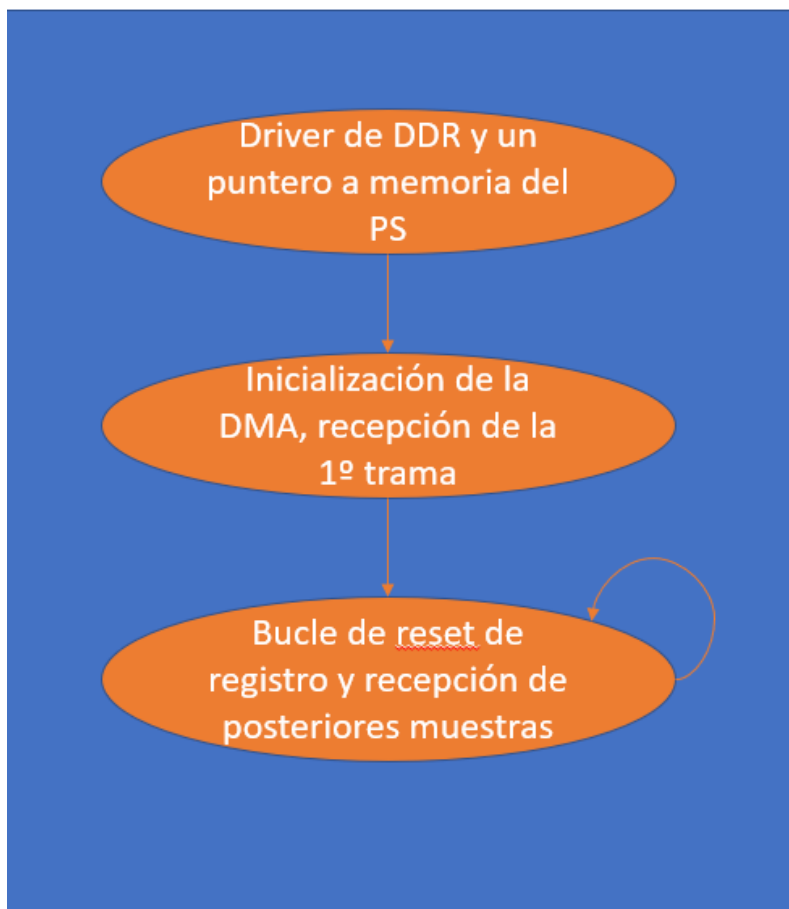 Driver de DDR y un
puntero a memoria del
PS
Inicialización de la
DMA, recepción de la
1º trama
Bucle de reset de
registro y recepción de
posteriores muestras